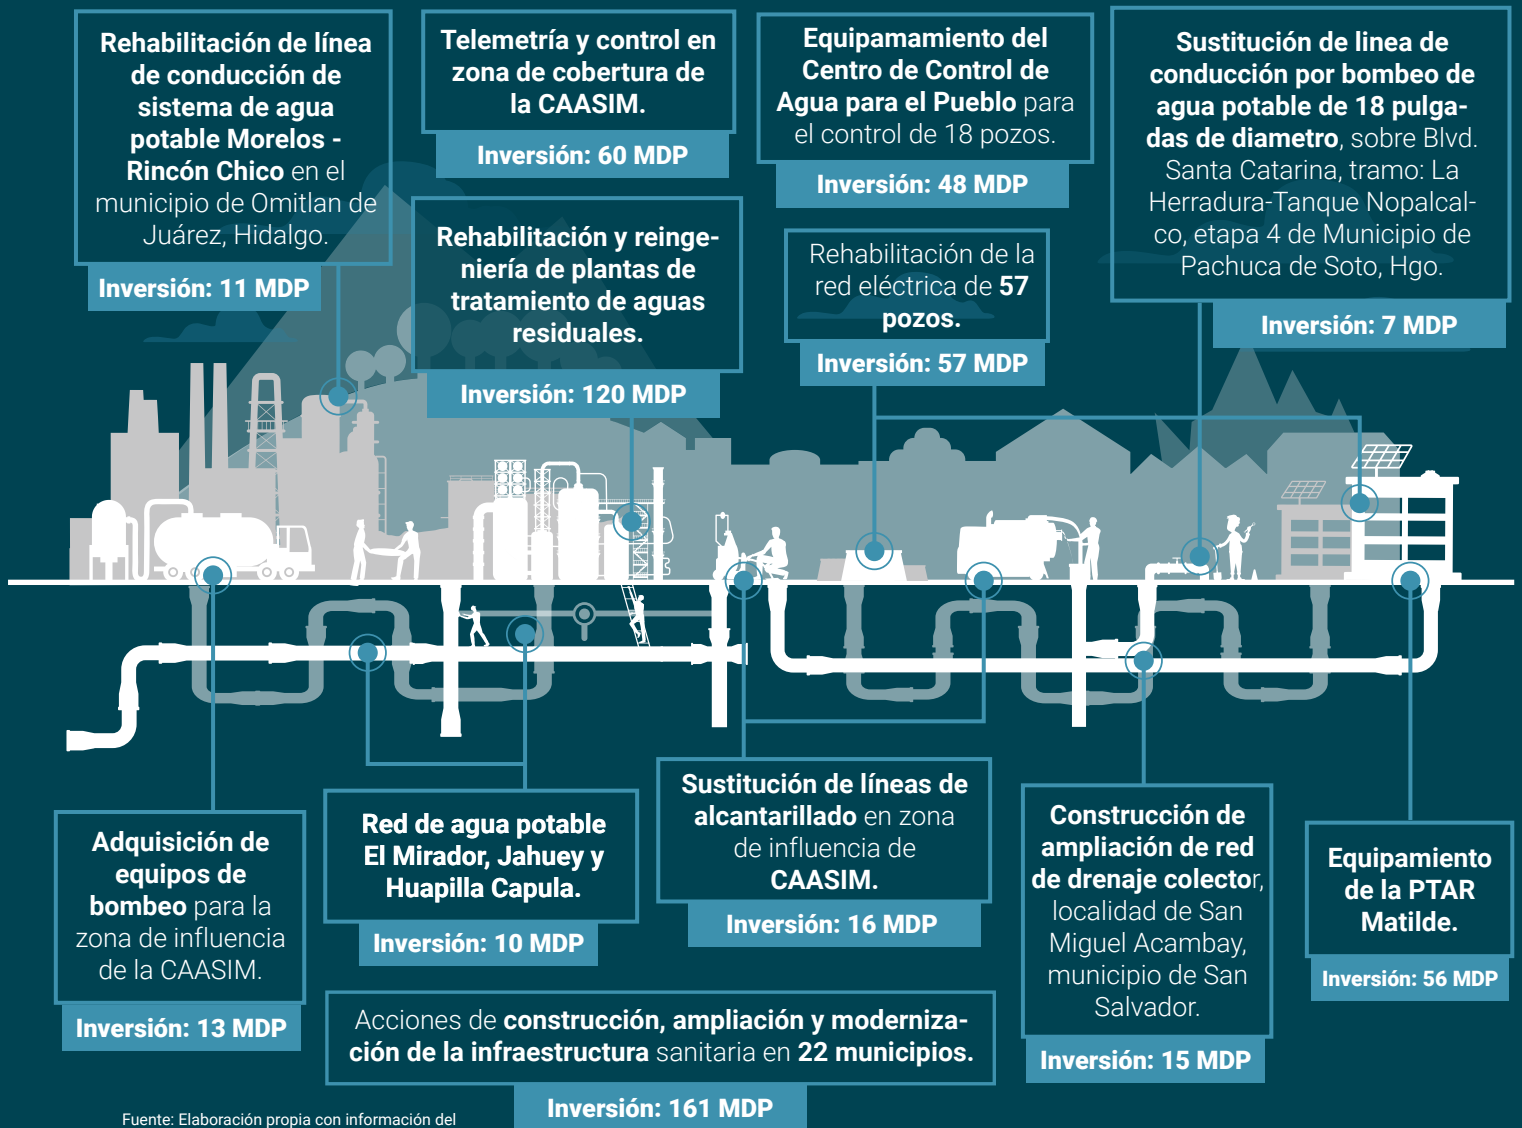 Rehabilitación de línea
de conducción de
sistema de agua
potable Morelos -
Rincón Chico en el
municipio de Omitlan de
Juárez, Hidalgo.
Inversión: 11 MDP
Telemetría y control en
zona de cobertura de
la CAASIM.
Inversión: 60 MDP
Equipamamiento del
Centro de Control de
Agua para el Pueblo para
el control de 18 pozos.
Inversión: 48 MDP
Sustitución de linea de
conducción por bombeo de
agua potable de 18 pulga-
das de diametro, sobre Blvd.
Santa Catarina, tramo: La
Herradura-Tanque Nopalcal-
co, etapa 4 de Municipio de
Pachuca de Soto, Hgo.
Inversión: 7 MDP
Rehabilitación y reinge-
niería de plantas de
tratamiento de aguas
residuales.
Inversión: 120 MDP
Rehabilitación de la
red eléctrica de 57
pozos.
Inversión: 57 MDP
Adquisición de
equipos de
bombeo para la
zona de influencia
de la CAASIM.
Inversión: 13 MDP
Red de agua potable
El Mirador, Jahuey y
Huapilla Capula.
Inversión: 10 MDP
Sustitución de líneas de
alcantarillado en zona
de influencia de
CAASIM.
Inversión: 16 MDP
Construcción de
ampliación de red
de drenaje colector,
localidad de San
Miguel Acambay,
municipio de San
Salvador.
Inversión: 15 MDP
Equipamiento
de la PTAR
Matilde.
Inversión: 56 MDP
Acciones de construcción, ampliación y moderniza-
ción de la infraestructura sanitaria en 22 municipios.
Inversión: 161 MDP
Fuente: Elaboración propia con información del